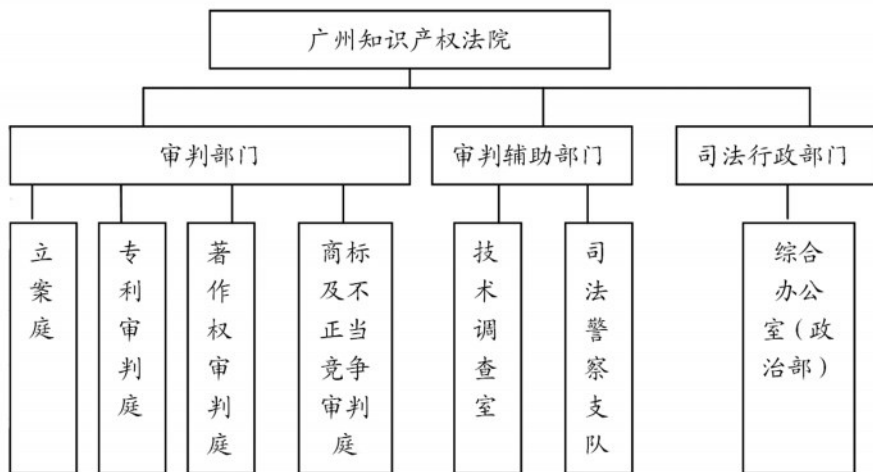 广州知识产权法院
审判部门
审判辅助部门
司法行政部门
立案庭
专利审判庭
著作权审判庭
商标
及不
正当
竞争
审判
庭
技术调查室
司法警察支队
综合
办公
室（政
治部）